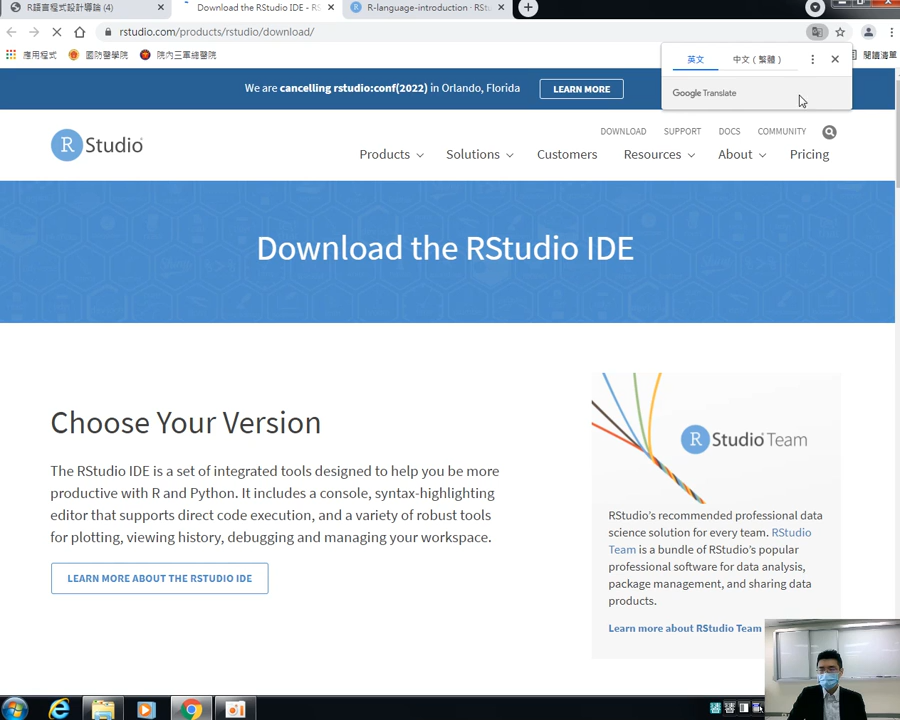 R語言程式設計導論 (4)
Download the RStudio IDE - RS
R-language-introduction · RSt
rstudio.com/products/rstudio/download/
應用程式
國防醫學院
院內三軍總醫院
閱讀清單
英文
中文 (繁體)
Google Translate
We are cancelling rstudio:conf(2022) in Orlando, Florida
LEARN MORE
DOWNLOAD SUPPORT DOCS COMMUNITY
R Studio
Products Solutions Customers Resources About Pricing
Download the RStudio IDE
Choose Your Version
The RStudio IDE is a set of integrated tools designed to help you be more
productive with R and Python. It includes a console, syntax-highlighting
editor that supports direct code execution, and a variety of robust tools
for plotting, viewing history, debugging and managing your workspace.
LEARN MORE ABOUT THE RSTUDIO IDE
R Studio Team
RStudio's recommended professional data
science solution for every team. RStudio
Team is a bundle of RStudio's popular
professional software for data analysis,
package management, and sharing data
products.
Learn more about RStudio Team